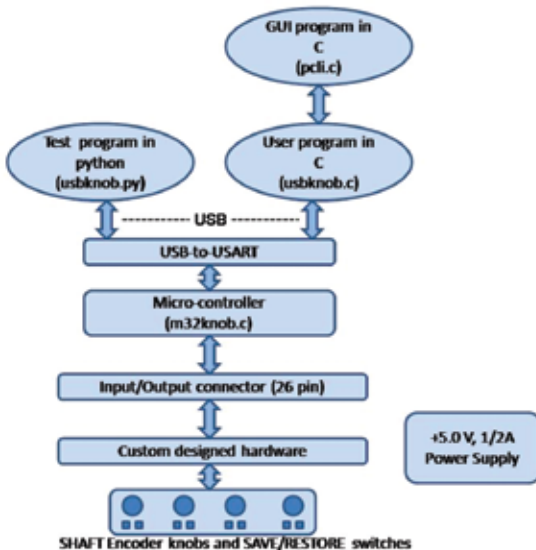 GUI program in
C
(pcli.c)
Test program in
python
(usbknob.py)
User program in
C
(usbknob.c)
USB
USB-to-USART
Micro-controller
(m32knob.c)
Input/Output connector (26 pin)
Custom designed hardware
+5.0 V, 1/2A
Power Supply
SHAFT Encoder knobs and SAVE/RESTORE switches